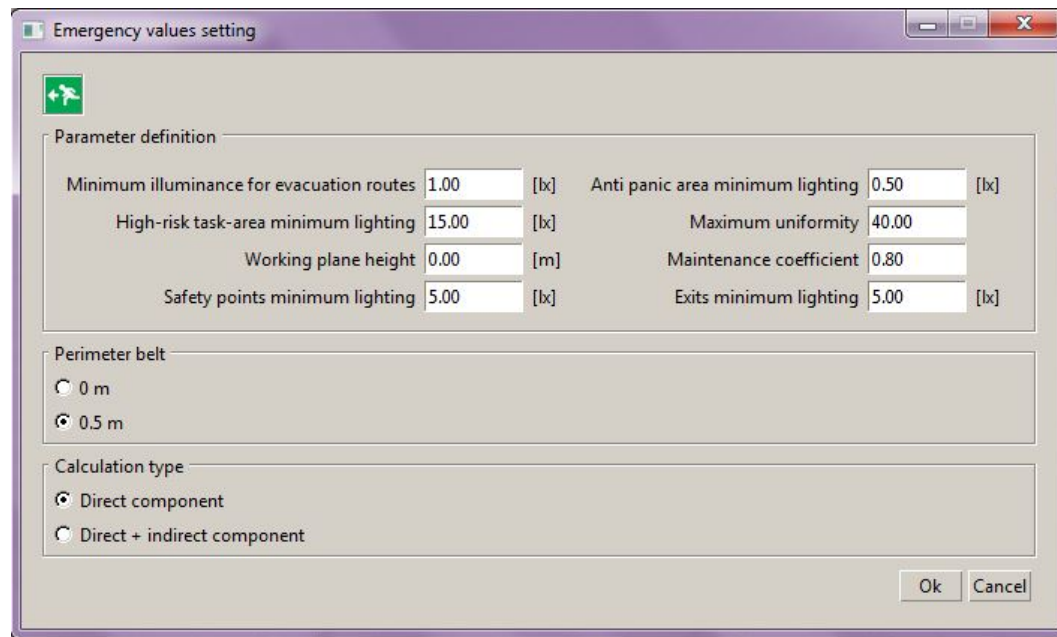 Emergency values setting
Parameter definition
Minimum illuminance for evacuation routes 1.00 [lx] Anti panic area minimum lighting 0.50 [lx]
High-risk task-area minimum lighting 15.00 [lx] Maximum uniformity 40.00
Working plane height 0.00 [m] Maintenance coefficient 0.80
Safety points minimum lighting 5.00 [lx] Exits minimum lighting 5.00 [lx]
Perimeter belt
0 m
0.5 m
Calculation type
Direct component
Direct + indirect component
Ok Cancel